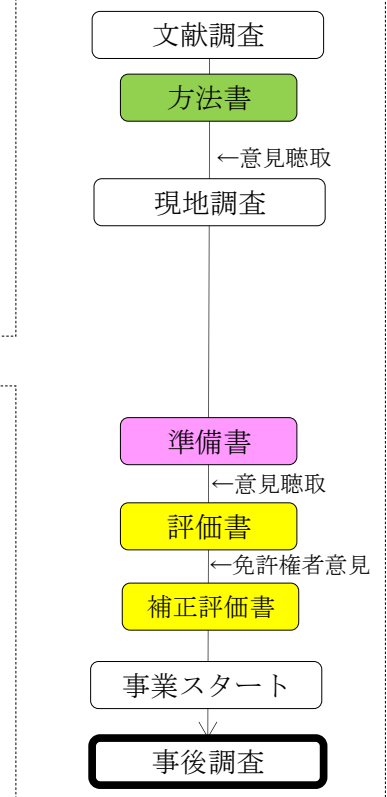 文献調査
方法書
←意見聴取
現地調査
準備書
←意見聴取
評価書
←免許権者意見
補正評価書
事業スタート
事後調査